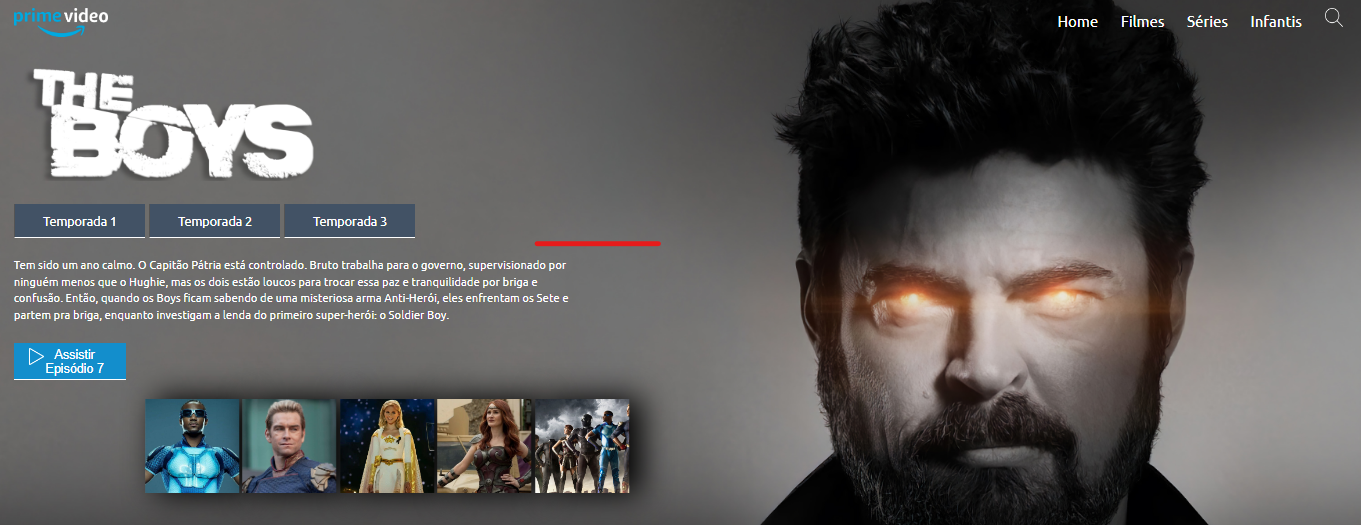 prime video
Home Filmes Séries Infantis
THE
BOYS
Temporada 1 Temporada 2 Temporada 3
Tem sido um ano calmo. O Capitão Pátria está controlado. Bruto trabalha para o governo, supervisionado por
ninguém menos que o Hughie, mas os dois estão loucos para trocar essa paz e tranquilidade por briga e
confusão. Então, quando os Boys ficam sabendo de uma misteriosa arma Anti-Herói, eles enfrentam os Sete e
partem pra briga, enquanto investigam a lenda do primeiro super-herói: o Soldier Boy.
Assistir
Episódio 7